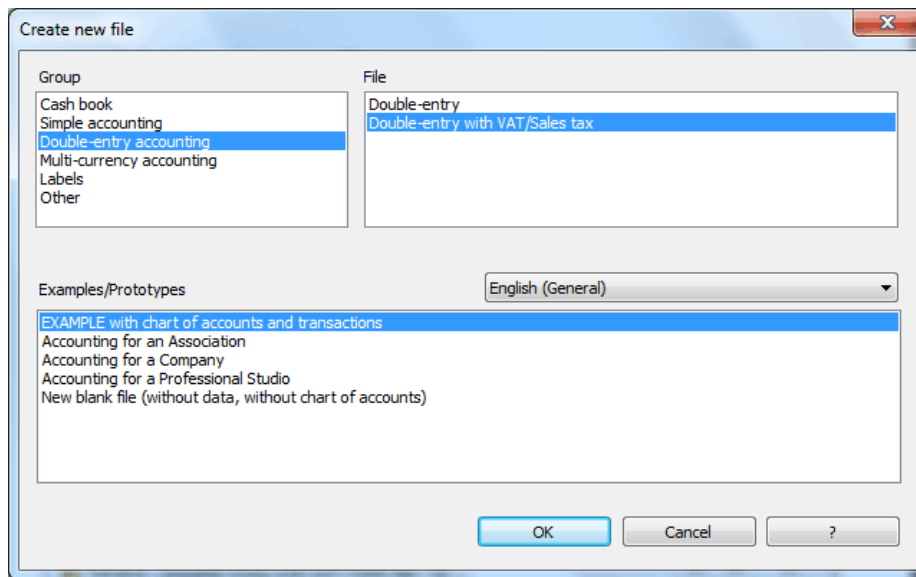 Create new file
Group
File
Cash book
Simple accounting
Double-entry accounting
Multi-currency accounting
Labels
Other
Double-entry
Double-entry with VAT/Sales tax
Examples/Prototypes
English (General)
EXAMPLE with chart of accounts and transactions
Accounting for an Association
Accounting for a Company
Accounting for a Professional Studio
New blank file (without data, without chart of accounts)
OK
Cancel
?